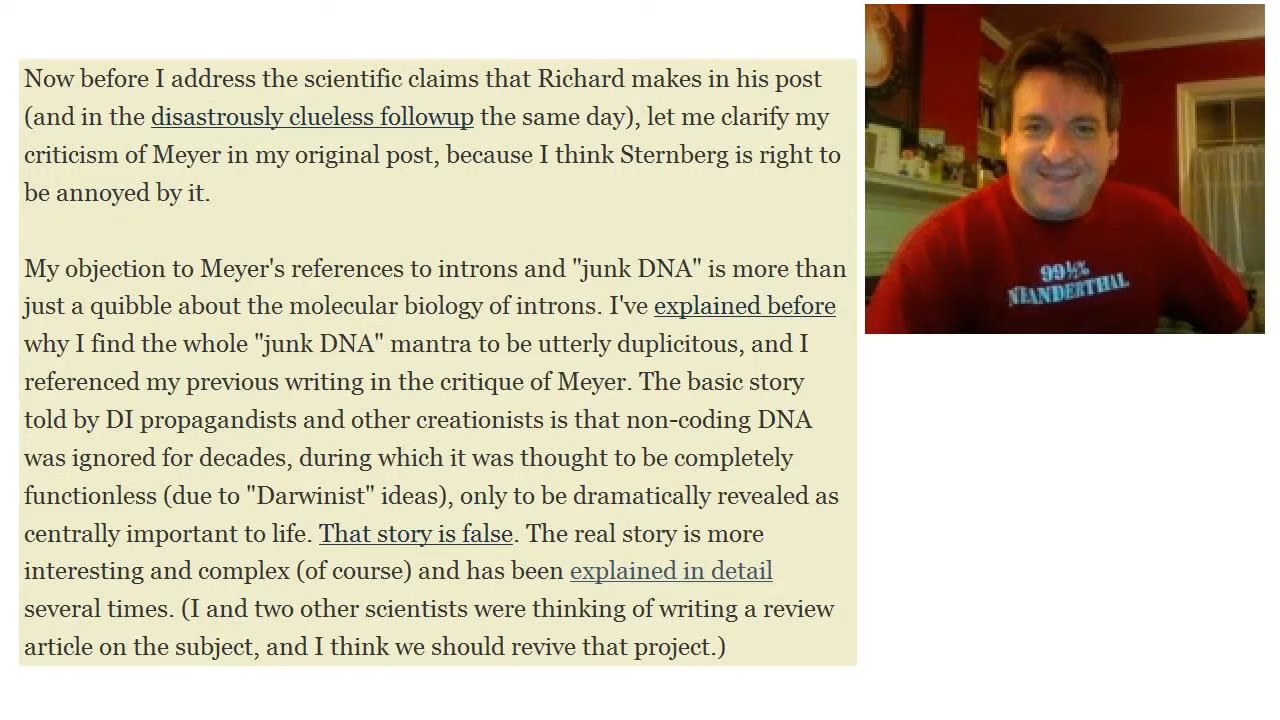 Now before I address the scientific claims that Richard makes in his post
(and in the disastrously clueless followup the same day), let me clarify my
criticism of Meyer in my original post, because I think Sternberg is right to
be annoyed by it.
My objection to Meyer's references to introns and "junk DNA" is more than
just a quibble about the molecular biology of introns. I've explained before
why I find the whole "junk DNA" mantra to be utterly duplicitous, and I
referenced my previous writing in the critique of Meyer. The basic story
told by DI propagandists and other creationists is that non-coding DNA
was ignored for decades, during which it was thought to be completely
functionless (due to "Darwinist" ideas), only to be dramatically revealed as
centrally important to life. That story is false. The real story is more
interesting and complex (of course) and has been explained in detail
several times. (I and two other scientists were thinking of writing a review
article on the subject, and I think we should revive that project.)
99½%
NEANDERTHAL